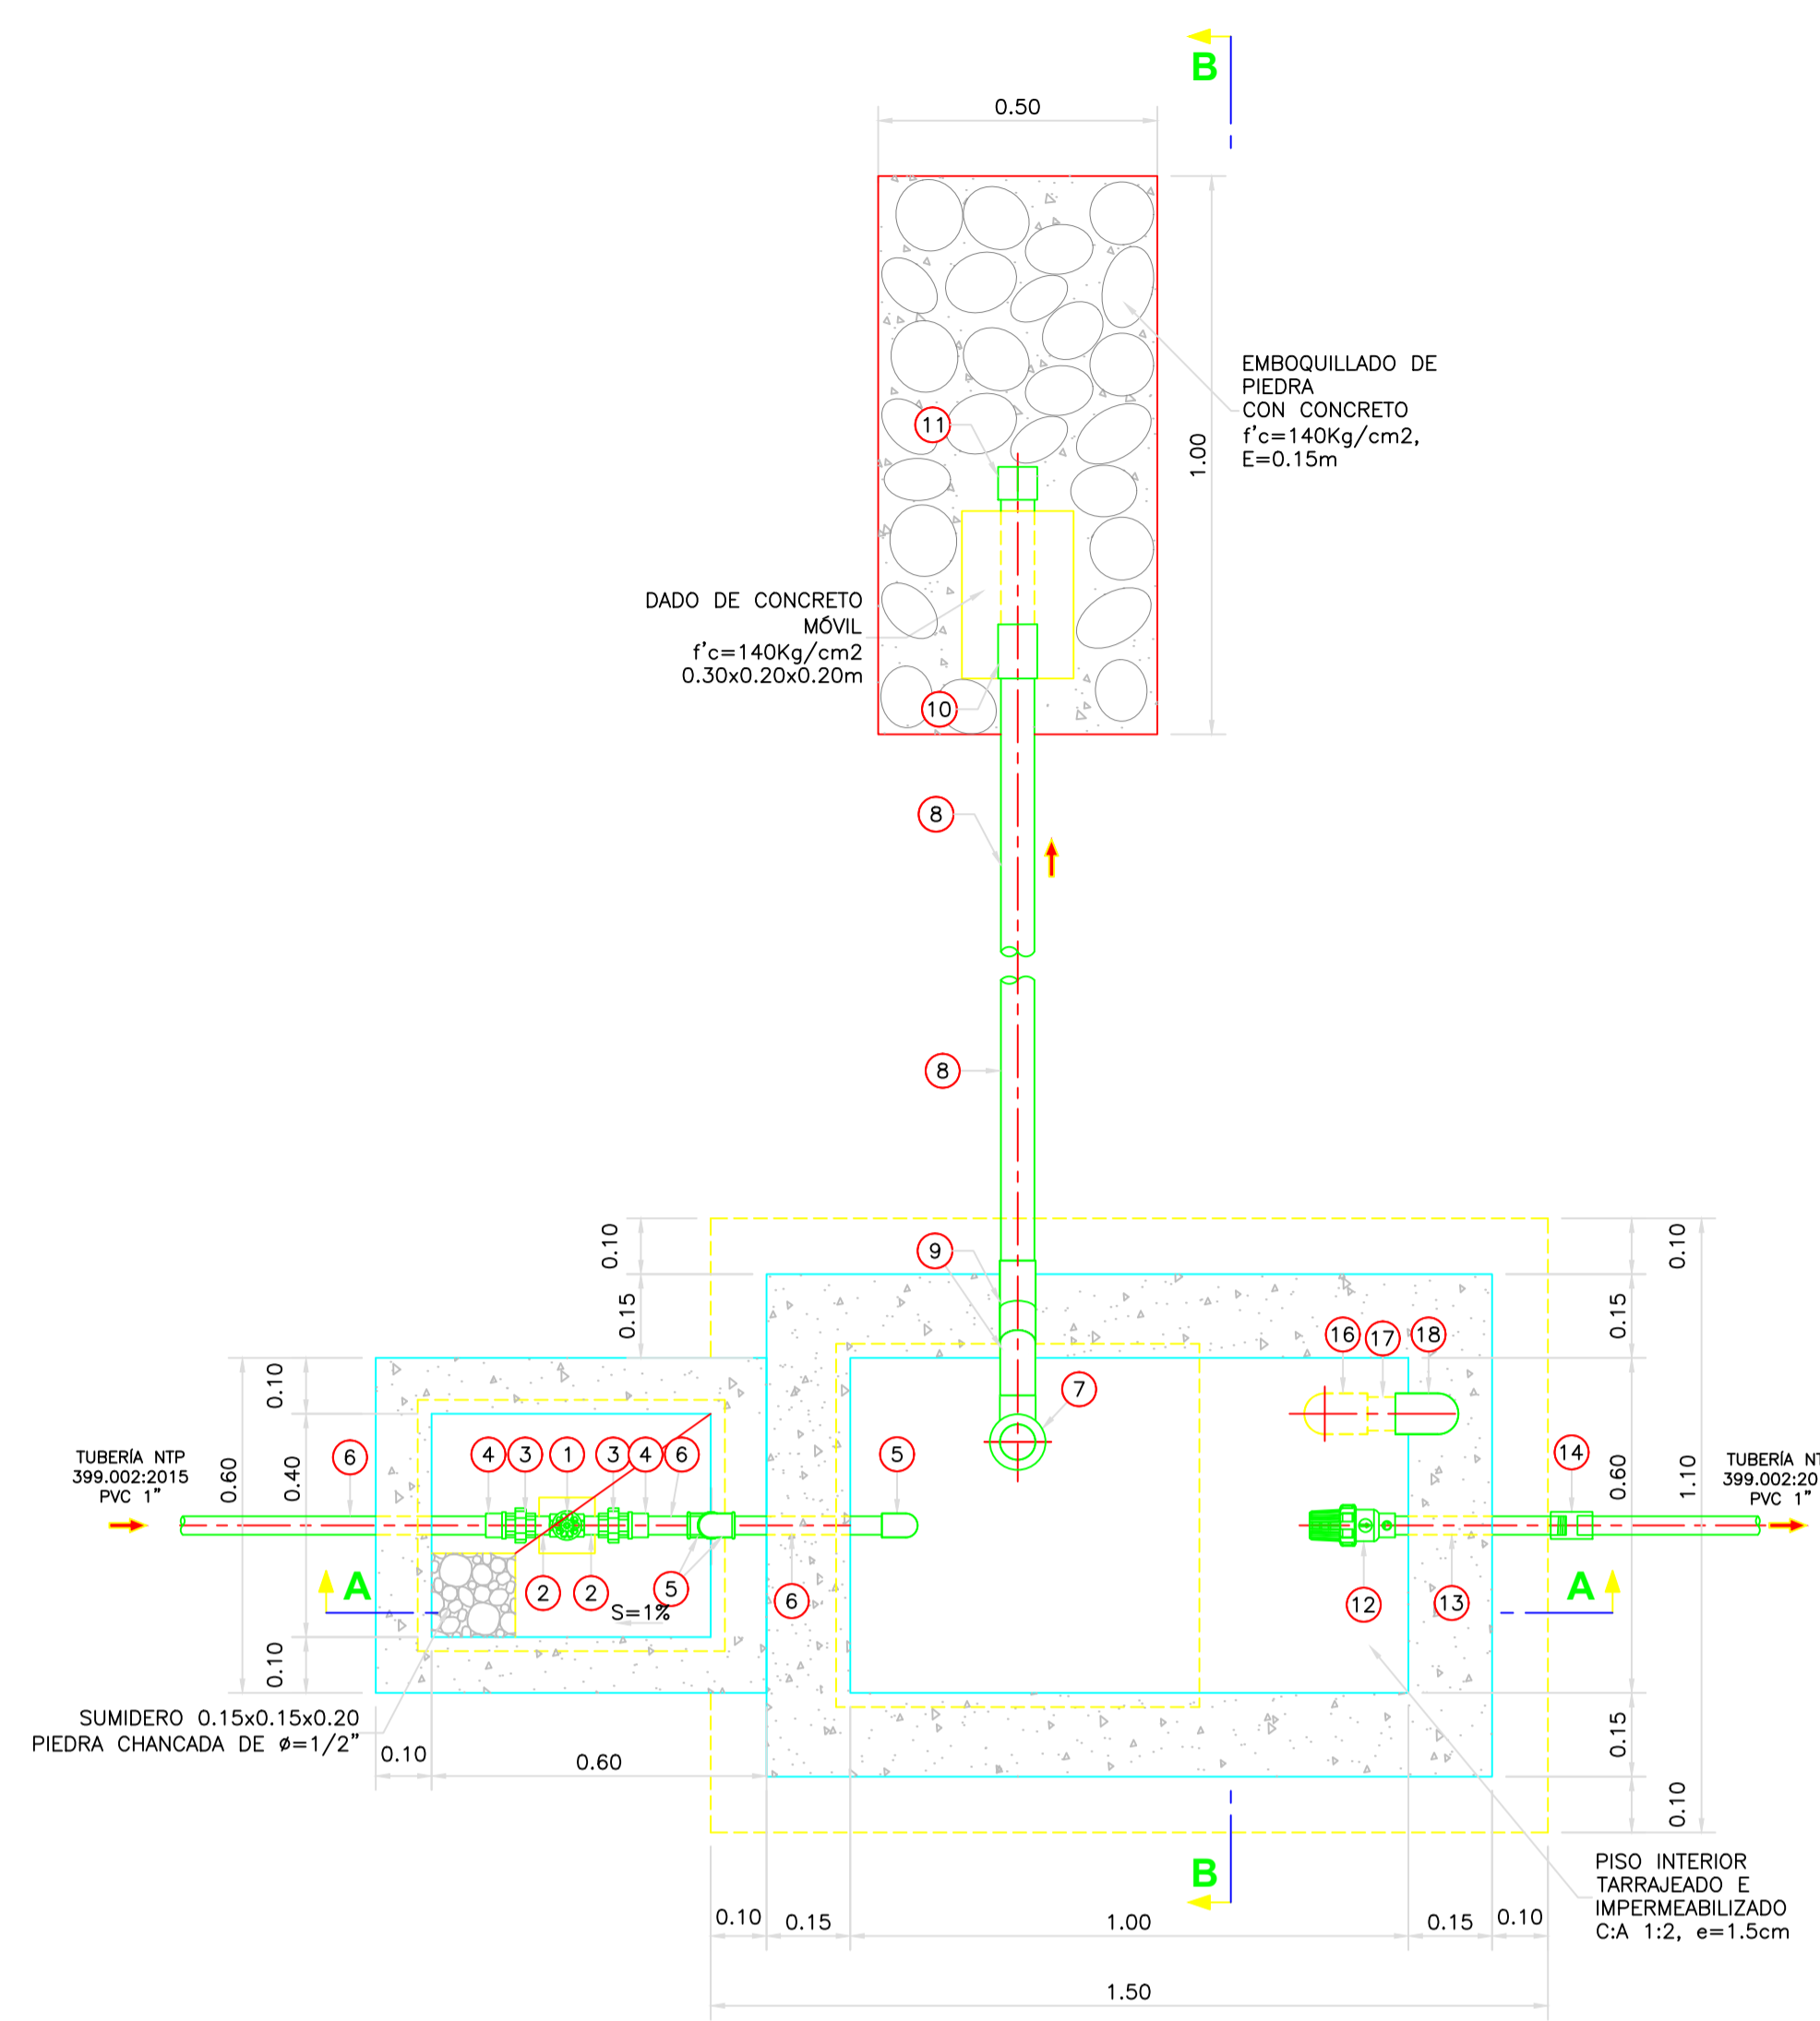 B
0.50
EMBOQUILLADO DE
PIEDRA
CON CONCRETO
f'c=140Kg/cm2,
E=0.15m
1.00
11
DADO DE CONCRETO
MÓVIL
f'c=140Kg/cm2
0.30x0.20x0.20m
10
8
8
9
0.10
0.15
0.10
0.15
16
17
18
7
14
0.10
0.60
0.40
0.10
TUBERÍA NTP
399.002:2015
PVC 1"
6
4
3
1
3
4
6
5
0.60
1.10
TUBERÍA NT
399.002:20
PVC 1"
A
2
2
5
6
S=1%
12
13
A
SUMIDERO 0.15x0.15x0.20
PIEDRA CHANCADA DE ø=1/2"
0.10
0.60
0.15
0.10
B
PISO INTERIOR
TARRAJEADO E
IMPERMEABILIZADO
C:A 1:2, e=1.5cm
0.10
0.15
1.00
0.15
0.10
1.50